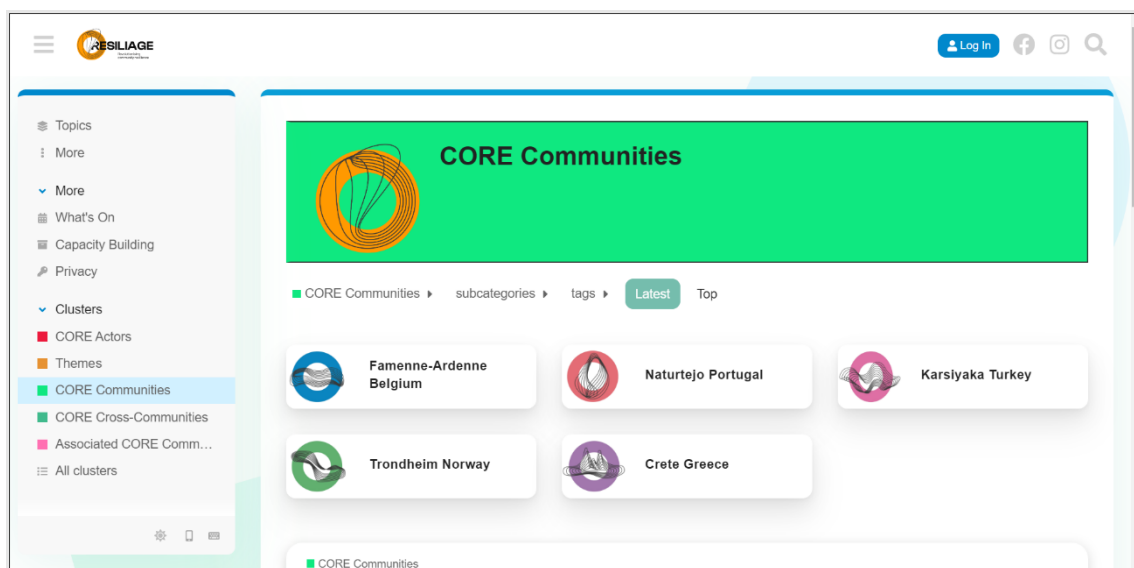 RESILIAGE
Log In
Topics
More
More
What's On
Capacity Building
Privacy
Clusters
CORE Actors
Themes
CORE Communities
CORE Cross-Communities
Associated CORE Comm...
All clusters
CORE Communities
CORE Communities subcategories tags Latest Top
Famenne-Ardenne
Belgium
Naturtejo Portugal
Karsiyaka Turkey
Trondheim Norway
Crete Greece
CORE Communities